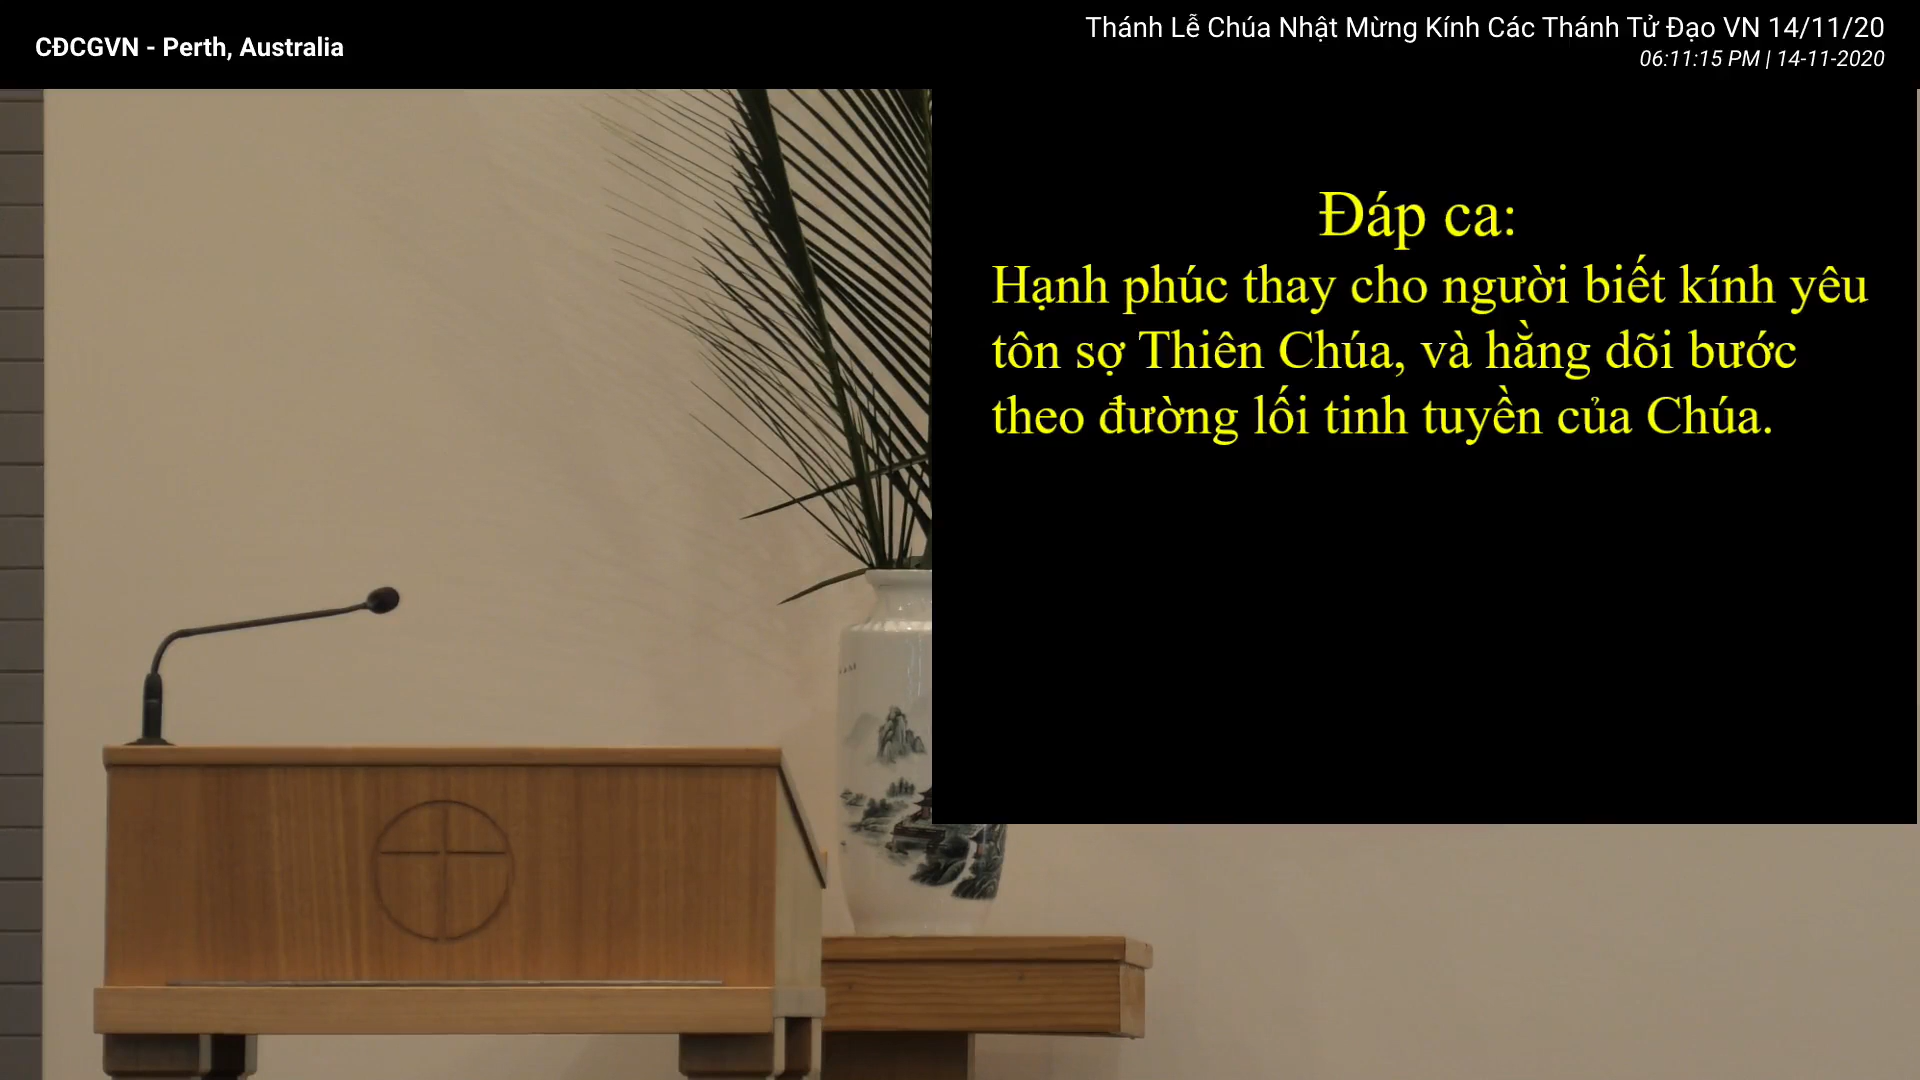 CĐCGVN - Perth, Australia
Thánh Lễ Chúa Nhật Mừng Kính Các Thánh Tử Đạo VN 14/11/20
06:11:15 PM | 14-11-2020
Đáp ca:
Hạnh phúc thay cho người biết kính yêu
tôn sợ Thiên Chúa, và hằng dõi bước
theo đường lối tinh tuyền của Chúa.